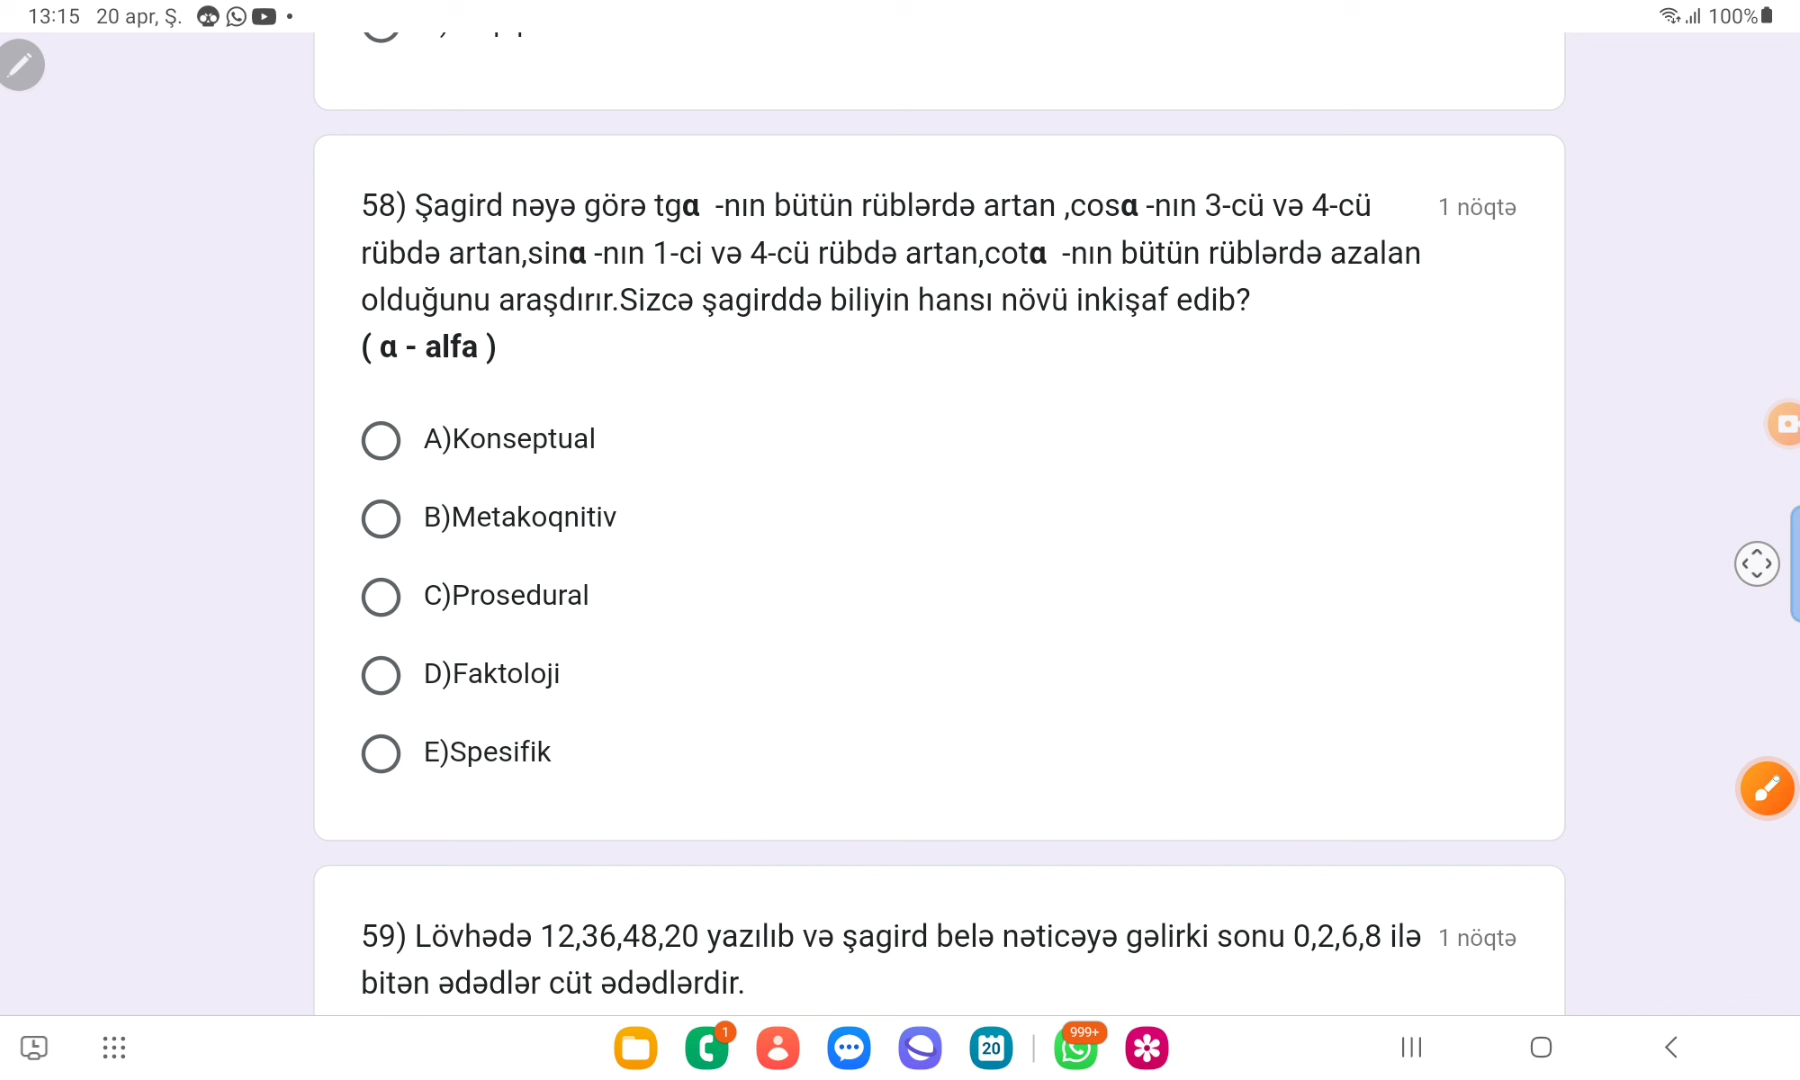 13:15 20 apr, Ş.
100%
58) Şagird nəyə görə tgα -nın bütün rüblərdə artan ,cosα -nın 3-cü və 4-cü
1 nöqtə
rübdə artan,sinα -nın 1-ci və 4-cü rübdə artan,cotα -nın bütün rüblərdə azalan
olduğunu araşdırır.Sizcə şagirddə biliyin hansı növü inkişaf edib?
( α - alfa )
A)Konseptual
B)Metakoqnitiv
C)Prosedural
D)Faktoloji
E)Spesifik
59) Lövhədə 12,36,48,20 yazılıb və şagird belə nəticəyə gəlirki sonu 0,2,6,8 ilə
1 nöqtə
bitən ədədlər cüt ədədlərdir.
1
20
999+